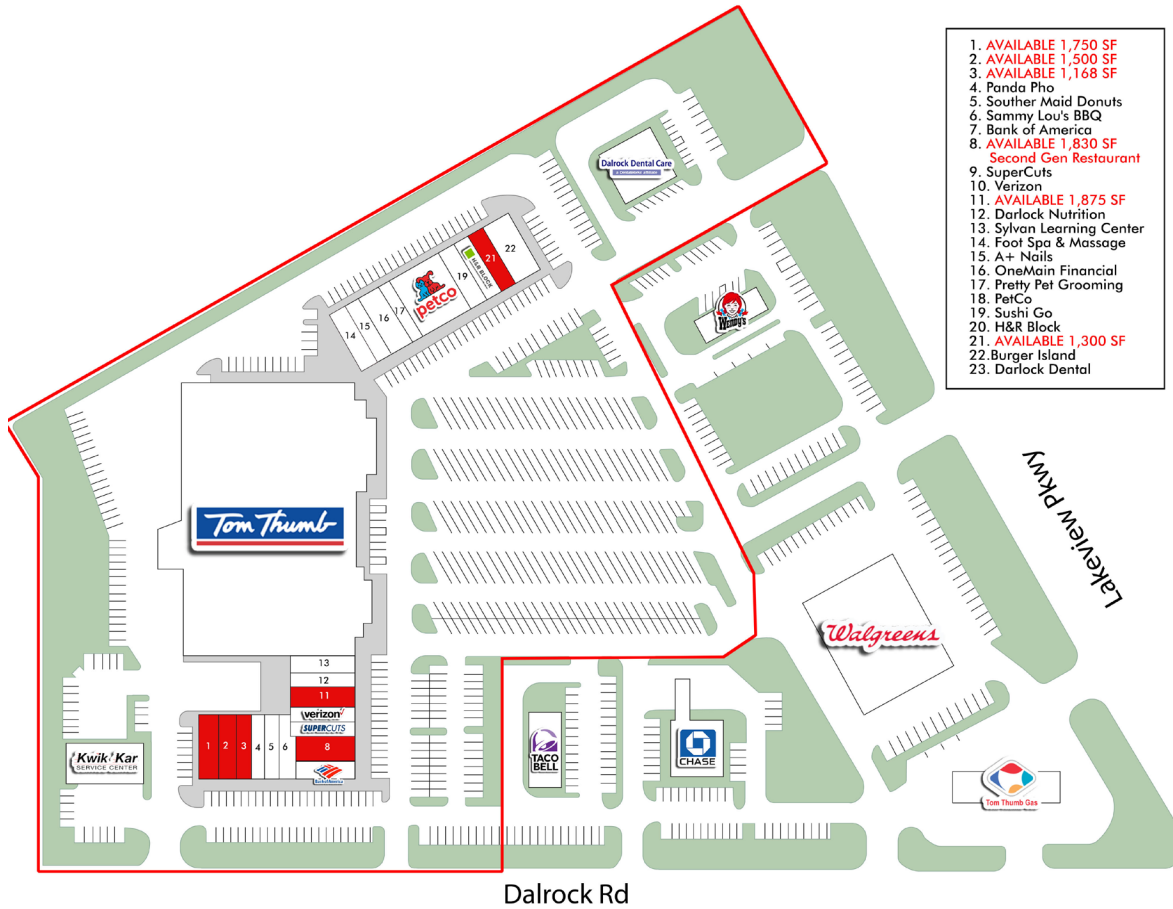 1. AVAILABLE 1,750 SF
2. AVAILABLE 1,500 SF
3. AVAILABLE 1,168 SF
4. Panda Pho
5. Souther Maid Donuts
6. Sammy Lou's BBQ
7. Bank of America
8. AVAILABLE 1,830 SF
Second Gen Restaurant
9. SuperCuts
10. Verizon
11. AVAILABLE 1,875 SF
12. Darlock Nutrition
13. Sylvan Learning Center
14. Foot Spa & Massage
15. A+ Nails
16. OneMain Financial
17. Pretty Pet Grooming
18. PetCo
19. Sushi Go
20. H&R Block
21. AVAILABLE 1,300 SF
22.Burger Island
23. Darlock Dental
Dalrock Dental Care
22
21
H&R BLOCK
19
petco
17
16
15
14
Wendy's
Tom Thumb
Lakeview Pkwy
Walgreens
13
12
11
verizon
SUPERCUTS
8
BankofAmerica
1
2
3
4
5
6
Kwik Kar
SERVICE CENTER
TACO
BELL
CHASE
Tom Thumb Gas
Dalrock Rd